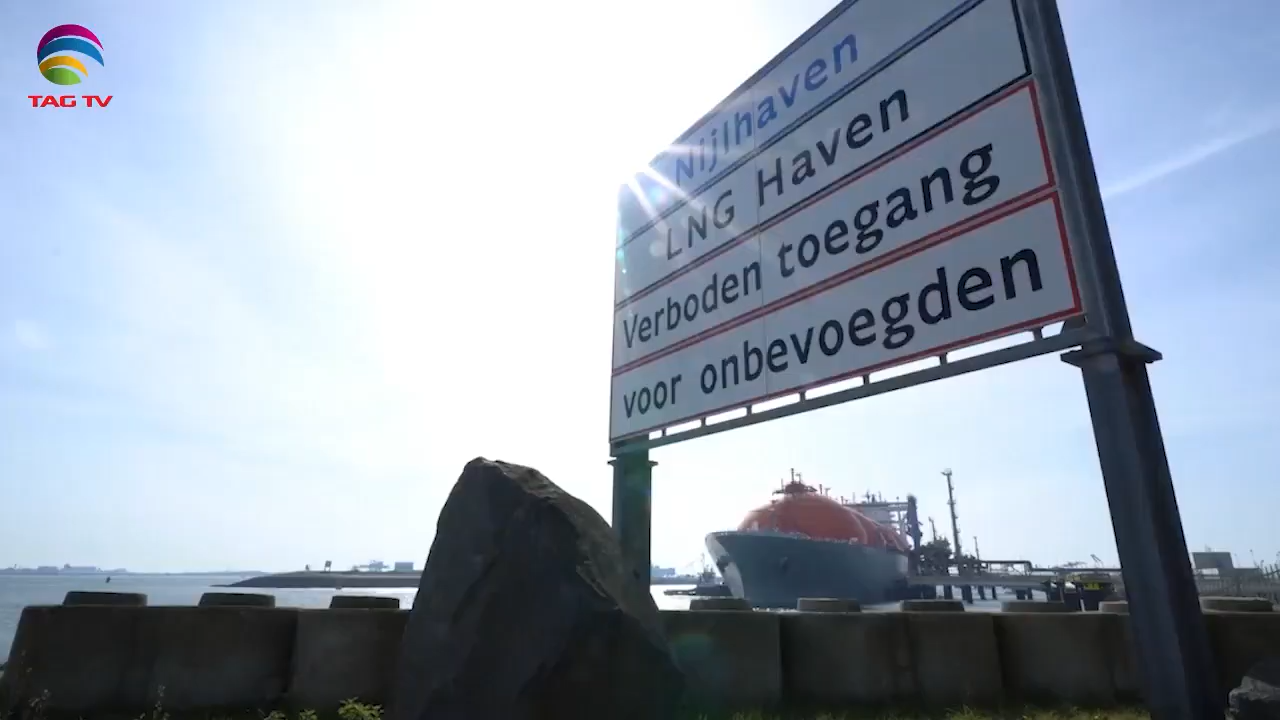 TAG TV
Nijlhaven
LNG Haven
Verboden toegang
voor onbevoegden